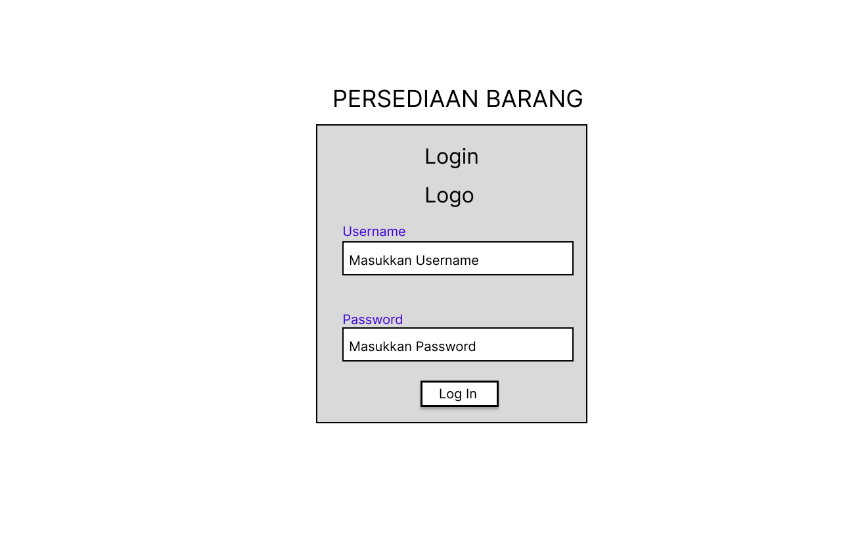 PERSEDIAAN BARANG
Login
Logo
Username
Masukkan Username
Password
Masukkan Password
Log In